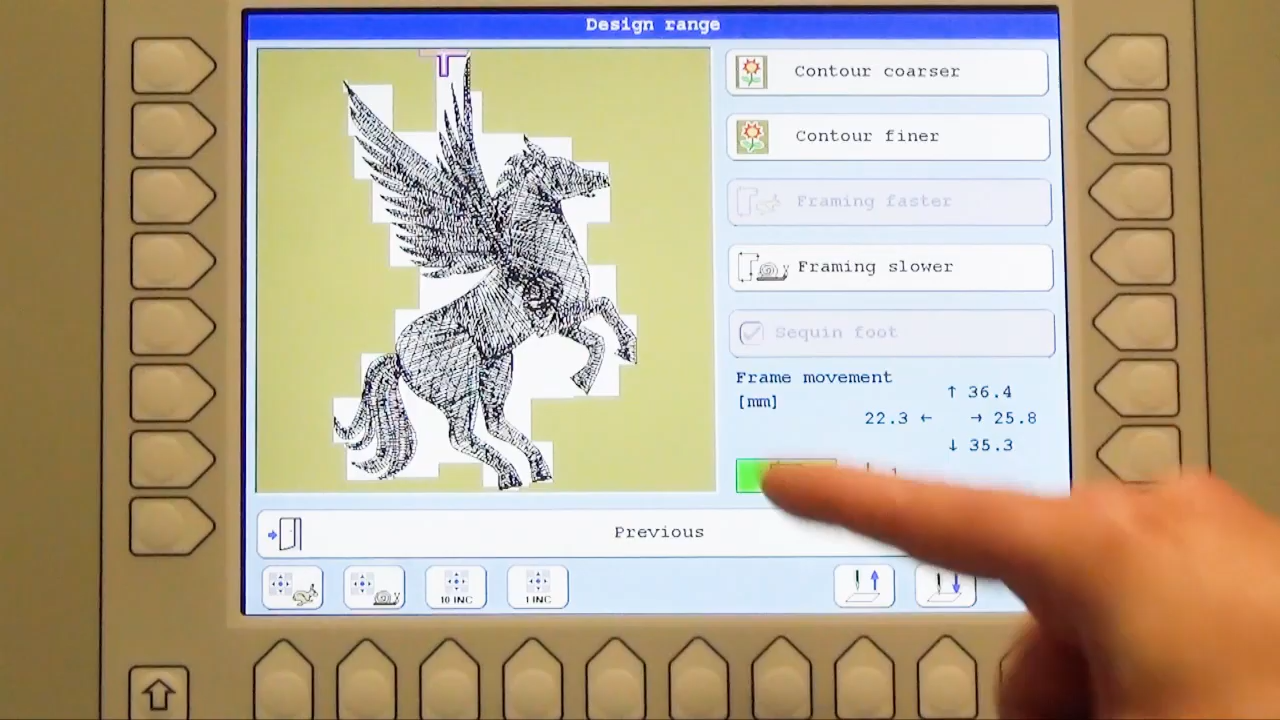 Design range
Contour coarser
Contour finer
Framing faster
Framing slower
Sequin foot
Frame movement
[mm]
↑ 36.4
22.3 ← → 25.8
↓ 35.3
1
Previous
10 INC
1 INC